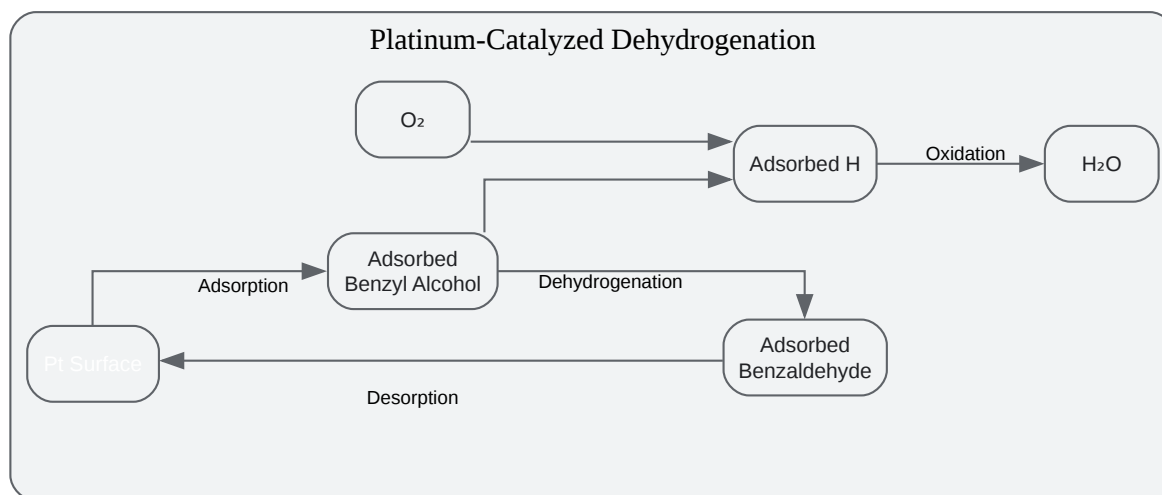 Platinum-Catalyzed Dehydrogenation
O₂
Adsorbed H
Oxidation
H₂O
Adsorbed
Benzyl Alcohol
Adsorption
Dehydrogenation
Pt Surface
Adsorbed
Benzaldehyde
Desorption